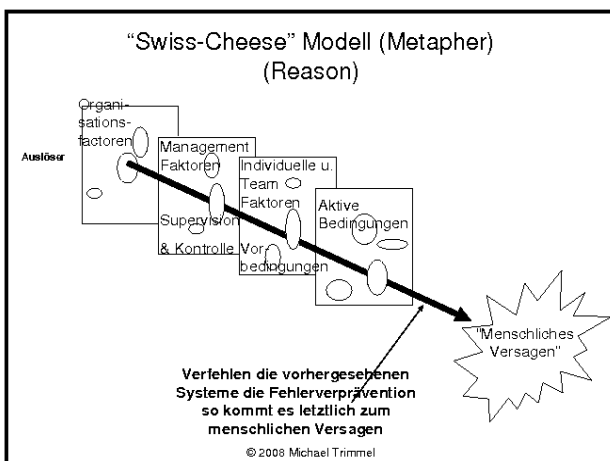 “Swiss-Cheese” Modell (Metapher)
(Reason)
Auslöser
Organi-
sations-
factoren
Management
Faktoren
Supervision
& Kontrolle
Individuelle u.
Team
Faktoren
Vor-
bedingungen
Aktive
Bedingungen
"Menschliches
Versagen"
Verfehlen die vorhergesehenen
Systeme die Fehlerverprävention
so kommt es letztlich zum
menschlichen Versagen
© 2008 Michael Trimmel